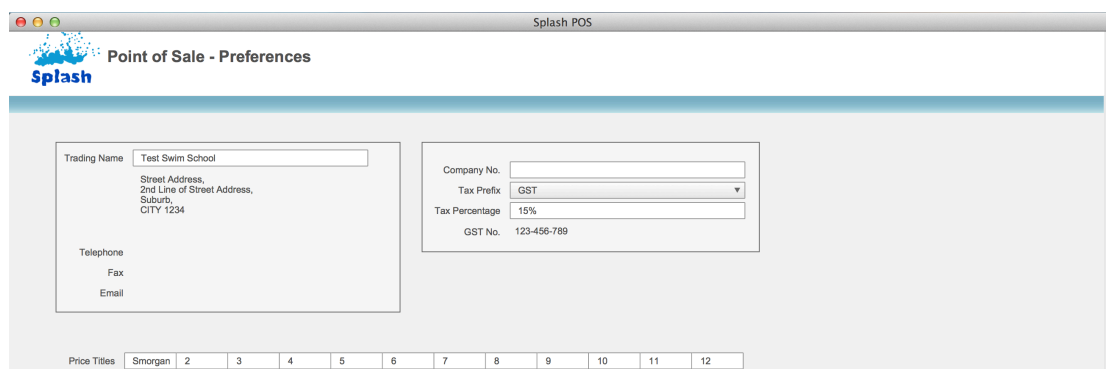 Splash POS
Splash
Point of Sale - Preferences
Trading Name Test Swim School
Street Address,
2nd Line of Street Address,
Suburb,
CITY 1234
Telephone
Fax
Email
Company No.
Tax Prefix GST
Tax Percentage 15%
GST No. 123-456-789
Price Titles Smorgan 2 3 4 5 6 7 8 9 10 11 12